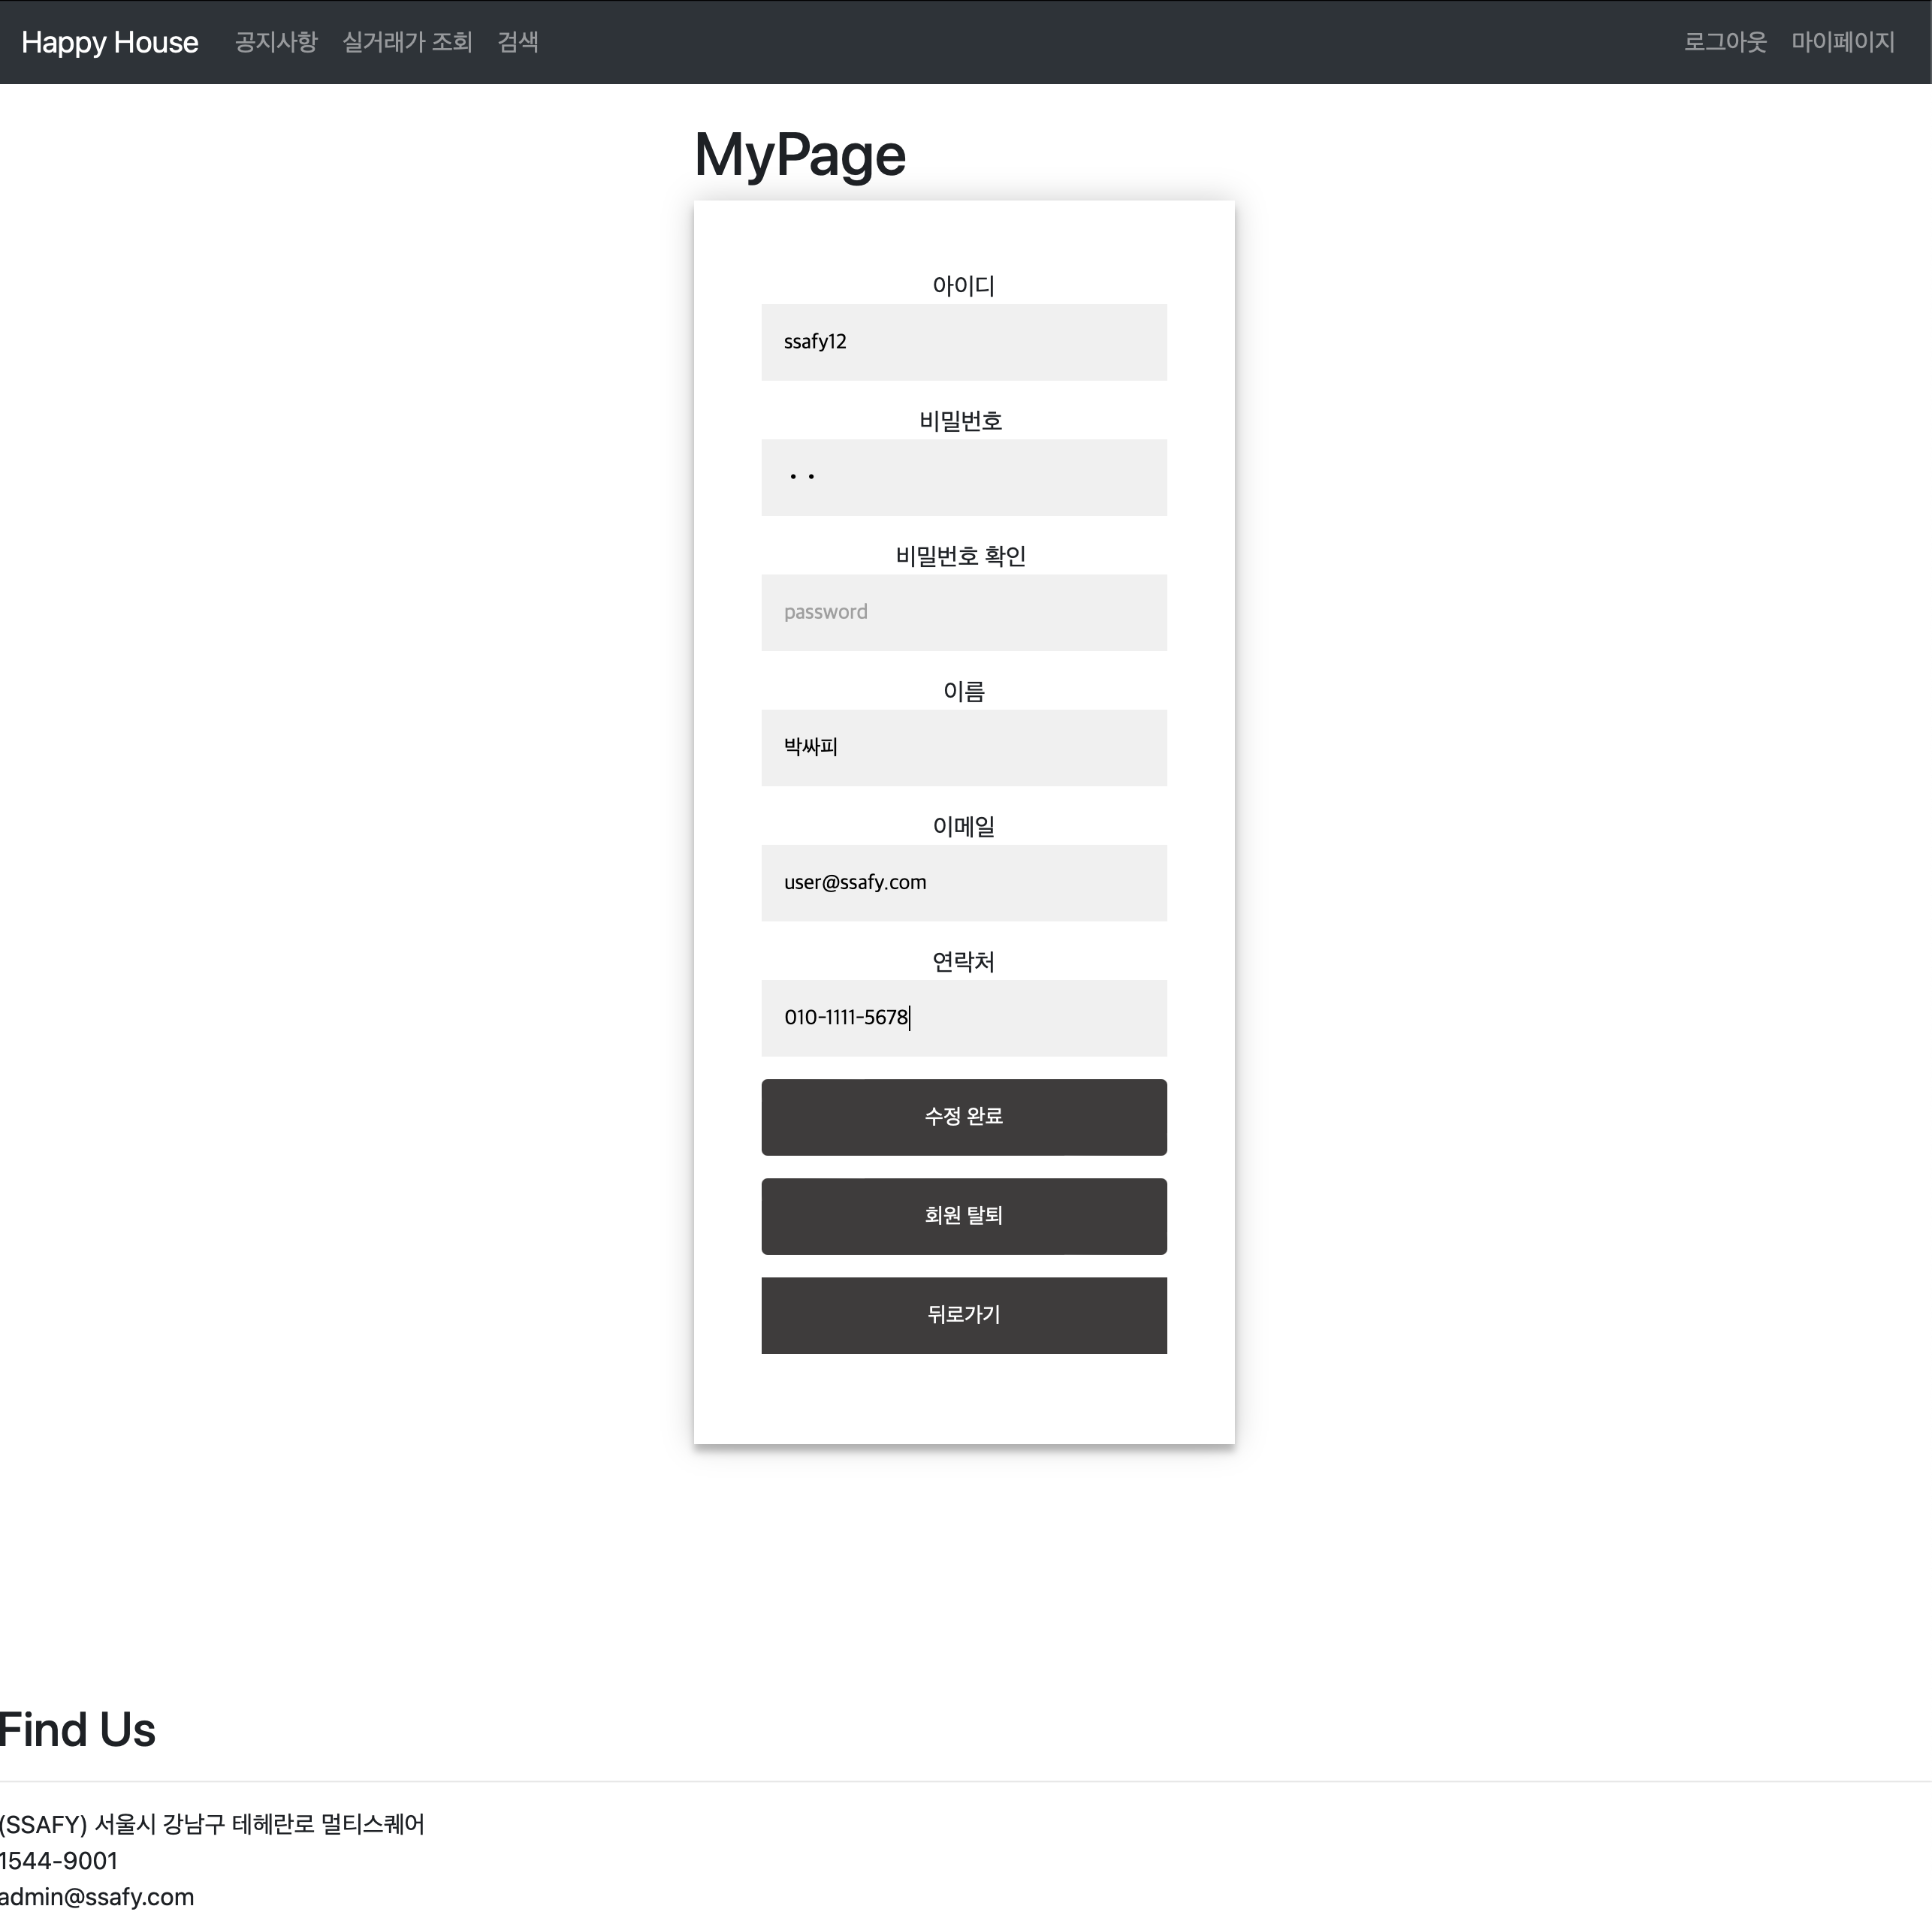 Happy House 공지사항 실거래가 조회 검색 로그아웃 마이페이지
MyPage
아이디
ssafy12
비밀번호
••
비밀번호 확인
password
이름
박싸피
이메일
user@ssafy.com
연락처
010-1111-5678
수정 완료
회원 탈퇴
뒤로가기
Find Us
(SSAFY) 서울시 강남구 테헤란로 멀티스퀘어
1544-9001
admin@ssafy.com